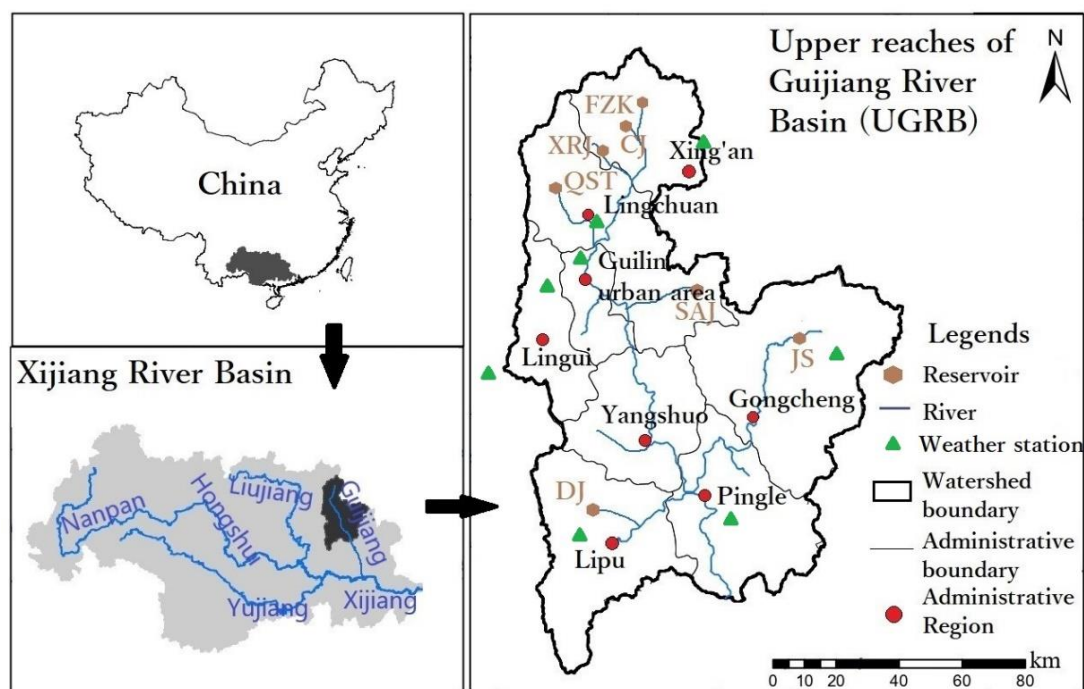 China
Xijiang River Basin
Nanpan
Hongshui
Liujiang
Guijiang
Yujiang
Xijiang
Upper reaches of
Guijiang River
Basin (UGRB)
N
FZK
CJ
XRJ
Xing'an
QST
Lingchuan
Guilin
urban area
SAJ
Lingui
JS
Gongcheng
Yangshuo
DJ
Pingle
Lipu
Legends
Reservoir
River
Weather station
Watershed
boundary
Administrative
boundary
Administrative
Region
km
0 10 20 40 60 80